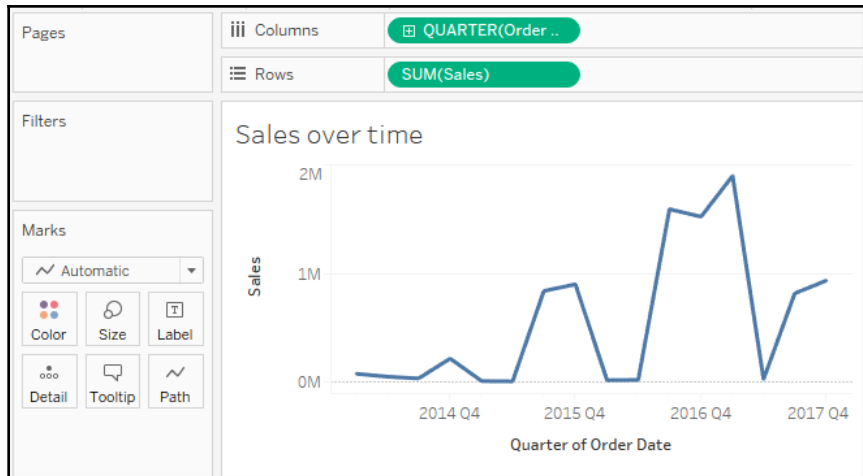 Pages
Columns
QUARTER(Order ..
Rows
SUM(Sales)
Filters
Sales over time
Marks
Automatic
Color
Size
T
Label
Detail
Tooltip
Path
2M
1M
0M
Sales
2014 Q4
2015 Q4
2016 Q4
2017 Q4
Quarter of Order Date